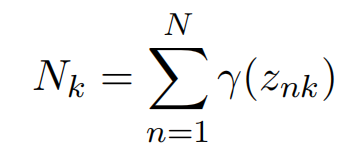 N_k = \sum_{n=1}^{N} \gamma(z_{nk})